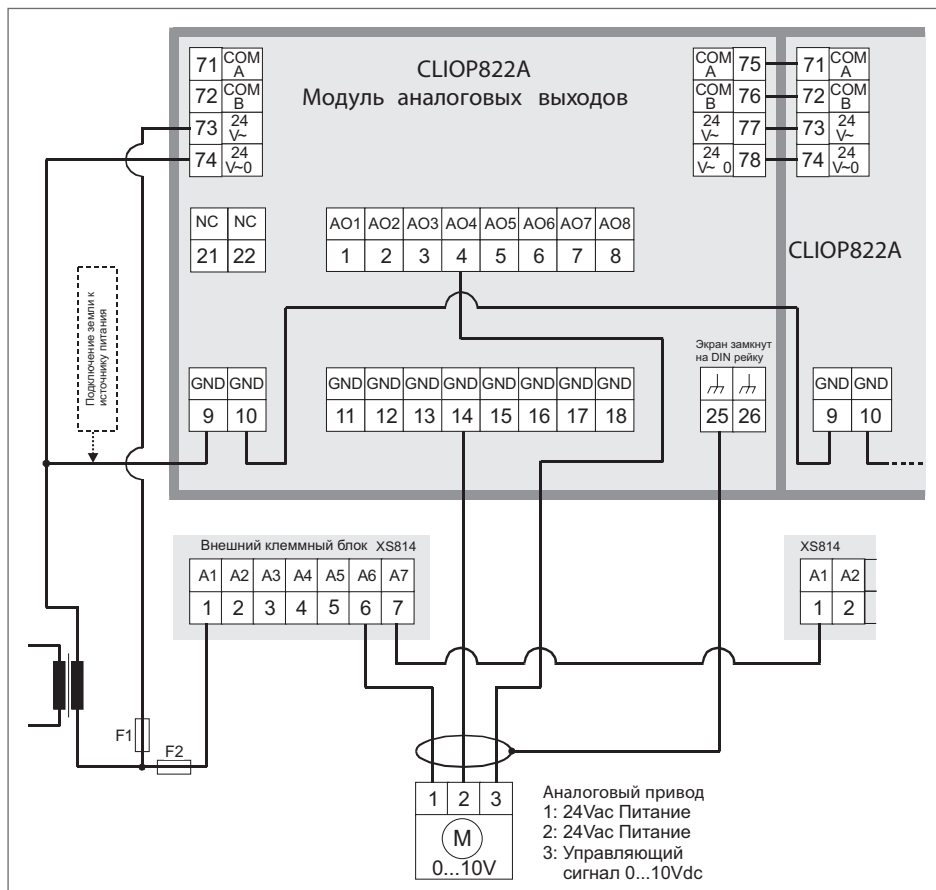 CLIOP822A
Модуль аналоговых выходов
71 COM A
72 COM B
73 24 V~
74 24 V~0
COM A 75
COM B 76
24 V~ 77
24 V~ 0 78
71 COM A
72 COM B
73 24 V~
74 24 V~0
NC NC
21 22
AO1 AO2 AO3 AO4 AO5 AO6 AO7 AO8
1 2 3 4 5 6 7 8
CLIOP822A
Подключение земли к
источнику питания
Экран замкнут
на DIN рейку
GND GND
9 10
GND GND GND GND GND GND GND GND
11 12 13 14 15 16 17 18
25 26
GND GND
9 10
Внешний клеммный блок XS814
A1 A2 A3 A4 A5 A6 A7
1 2 3 4 5 6 7
XS814
A1 A2
1 2
F1
F2
1 2 3
M
0...10V
Аналоговый привод
1: 24Vac Питание
2: 24Vac Питание
3: Управляющий
сигнал 0...10Vdc